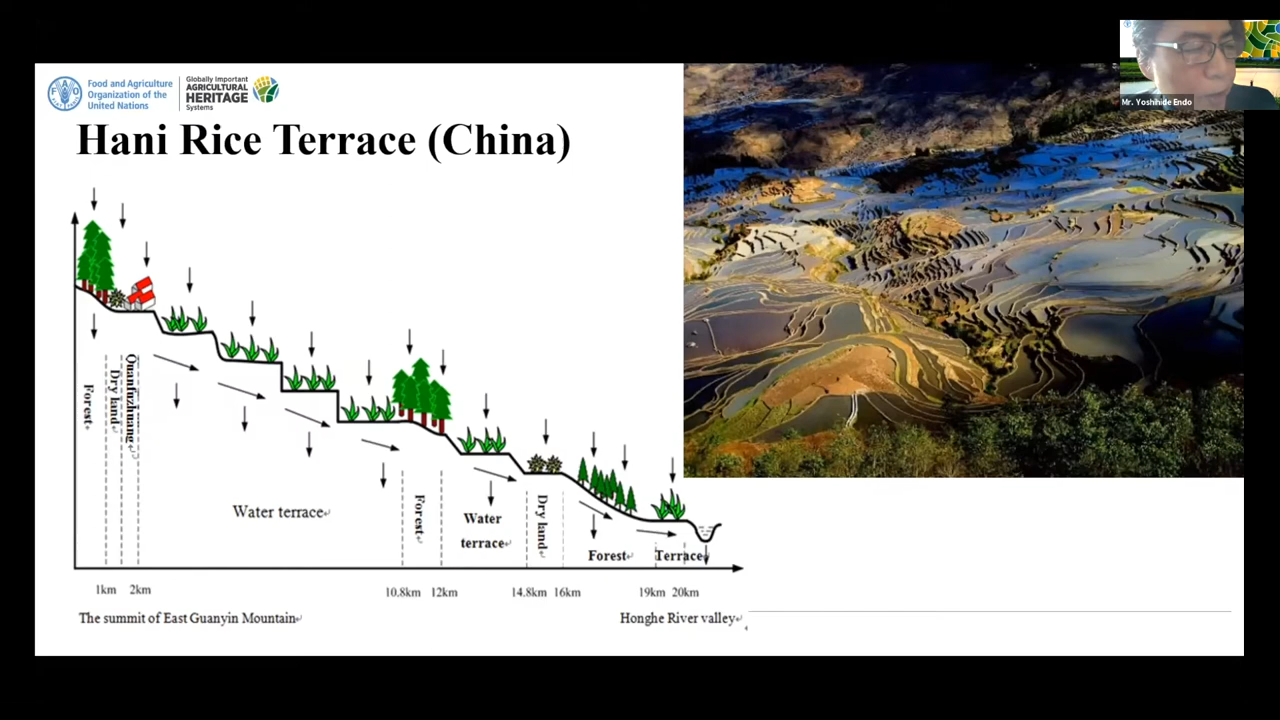 Food and Agriculture
Organization of the
United Nations
Globally Important
AGRICULTURAL
HERITAGE
Systems
FAO
Mr. Yoshihide Endo
Hani Rice Terrace (China)
Forest
Dry land
Quanfuzhuang
Water terrace
Forest
Water
terrace
Dry land
Forest
Terrace
1km 2km 10.8km 12km 14.8km 16km 19km 20km
The summit of East Guanyin Mountain Honghe River valley